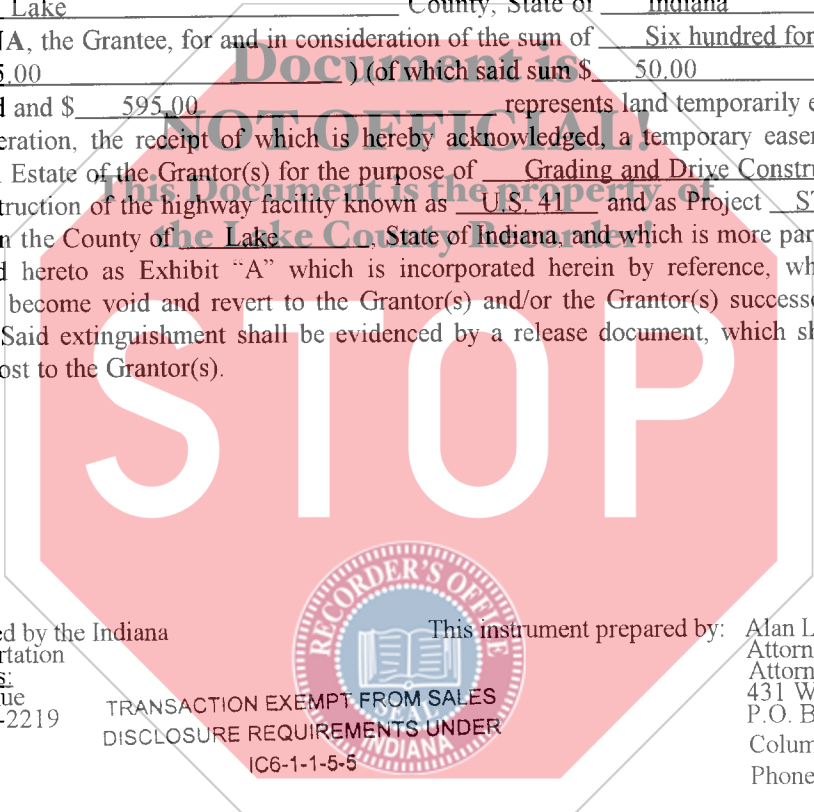 Lake County, State of Indiana
A, the Grantee, for and in consideration of the sum of Six hundred for
5.00 ) (of which said sum $ 50.00
d and $ 595.00 represents land temporarily e
eration, the receipt of which is hereby acknowledged, a temporary easer
Estate of the Grantor(s) for the purpose of Grading and Drive Constru
truction of the highway facility known as U.S. 41 and as Project ST
n the County of Lake , State of Indiana, and which is more par
d hereto as Exhibit “A” which is incorporated herein by reference, wh
become void and revert to the Grantor(s) and/or the Grantor(s) success
Said extinguishment shall be evidenced by a release document, which sh
ost to the Grantor(s).
Document is
NOT OFFICIAL!
This Document is the property of
the Lake County Recorder!
STOP
RECORDER'S OFFICE
SEAL
INDIANA
ed by the Indiana
rtation
s:
ue
-2219
This instrument prepared by: Alan L
Attorn
Attorn
431 W
P.O. B
Colum
Phone
TRANSACTION EXEMPT FROM SALES
DISCLOSURE REQUIREMENTS UNDER
IC6-1-1-5-5